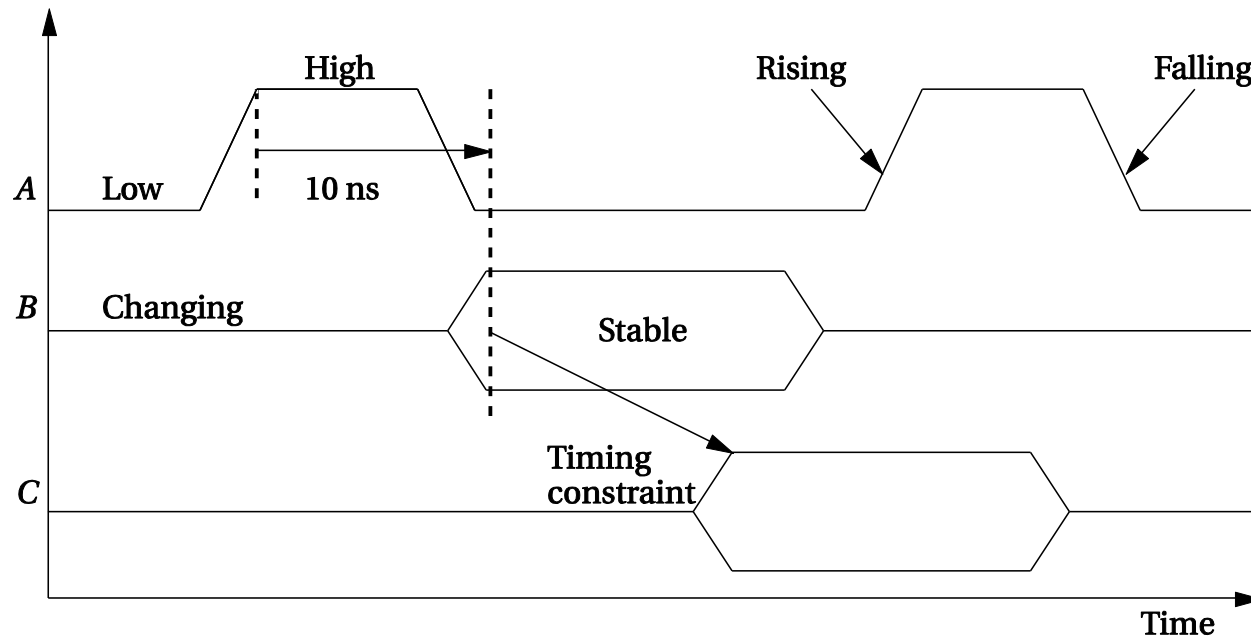 High
Rising
Falling
A
Low
10 ns
B
Changing
Stable
Timing
constraint
C
Time